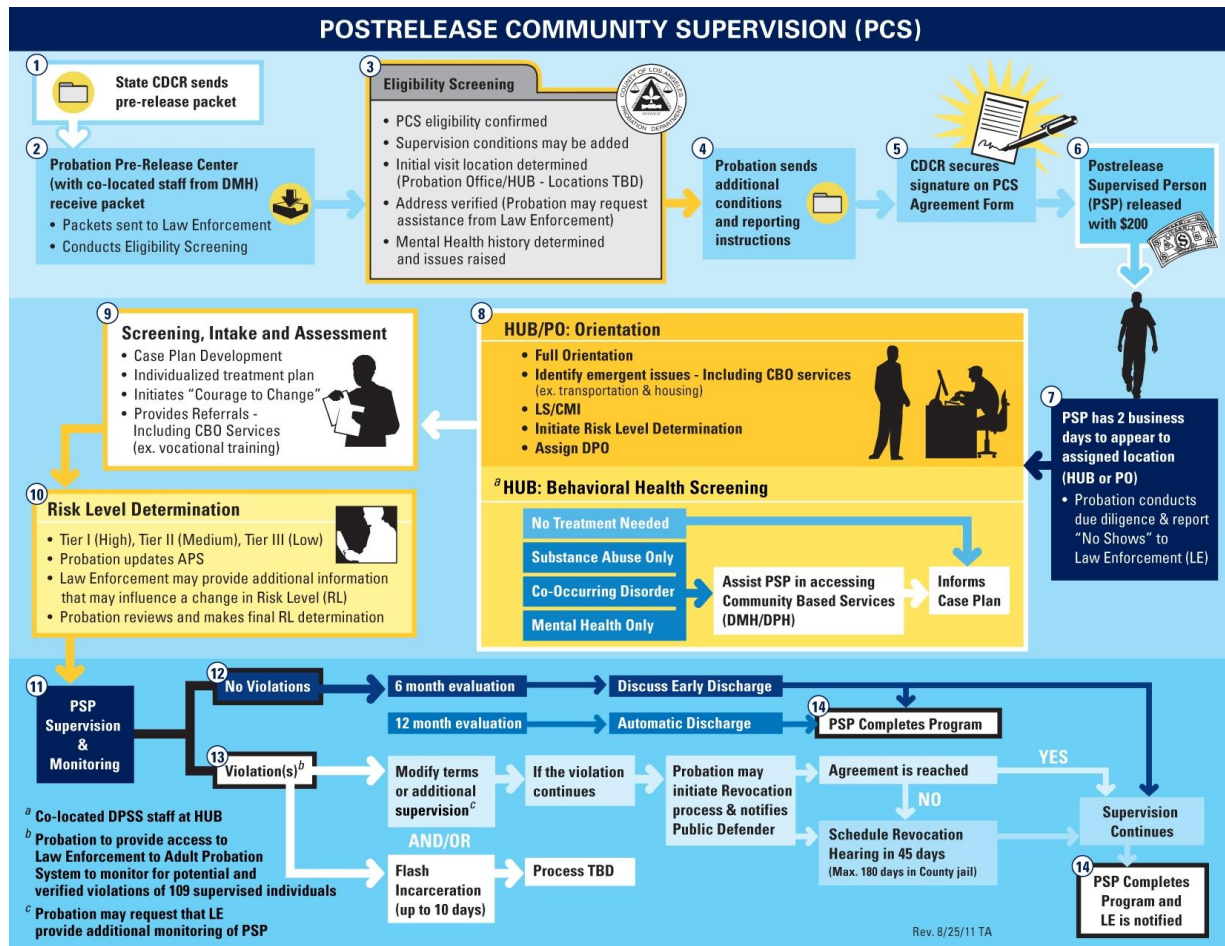 POSTRELEASE COMMUNITY SUPERVISION (PCS)
1
State CDCR sends
pre-release packet
2
Probation Pre-Release Center
(with co-located staff from DMH)
receive packet
• Packets sent to Law Enforcement
• Conducts Eligibility Screening
3
Eligibility Screening
COUNTY OF LOS ANGELES
PROBATION DEPARTMENT
SERVICE
• PCS eligibility confirmed
• Supervision conditions may be added
• Initial visit location determined
(Probation Office/HUB - Locations TBD)
• Address verified (Probation may request
assistance from Law Enforcement)
• Mental Health history determined
and issues raised
4
Probation sends
additional
conditions
and reporting
instructions
5
CDCR secures
signature on PCS
Agreement Form
6
Postrelease
Supervised Person
(PSP) released
with $200
7
PSP has 2 business
days to appear to
assigned location
(HUB or PO)
• Probation conducts
due diligence & report
"No Shows" to
Law Enforcement (LE)
8
HUB/PO: Orientation
• Full Orientation
• Identify emergent issues - Including CBO services
(ex. transportation & housing)
• LS/CMI
• Initiate Risk Level Determination
• Assign DPO
a HUB: Behavioral Health Screening
No Treatment Needed
Substance Abuse Only
Co-Occurring Disorder
Mental Health Only
Assist PSP in accessing
Community Based Services
(DMH/DPH)
Informs
Case Plan
9
Screening, Intake and Assessment
• Case Plan Development
• Individualized treatment plan
• Initiates "Courage to Change"
• Provides Referrals -
Including CBO Services
(ex. vocational training)
10
Risk Level Determination
• Tier I (High), Tier II (Medium), Tier III (Low)
• Probation updates APS
• Law Enforcement may provide additional information
that may influence a change in Risk Level (RL)
• Probation reviews and makes final RL determination
11
PSP
Supervision
&
Monitoring
12
No Violations
6 month evaluation
Discuss Early Discharge
12 month evaluation
Automatic Discharge
14
PSP Completes Program
13
Violation(s) b
Modify terms
or additional
supervision c
If the violation
continues
Probation may
initiate Revocation
process & notifies
Public Defender
Agreement is reached
YES
NO
Schedule Revocation
Hearing in 45 days
(Max. 180 days in County jail)
Supervision
Continues
14
PSP Completes
Program and
LE is notified
AND/OR
Flash
Incarceration
(up to 10 days)
Process TBD
a Co-located DPSS staff at HUB
b Probation to provide access to
Law Enforcement to Adult Probation
System to monitor for potential and
verified violations of 109 supervised individuals
c Probation may request that LE
provide additional monitoring of PSP
Rev. 8/25/11 TA